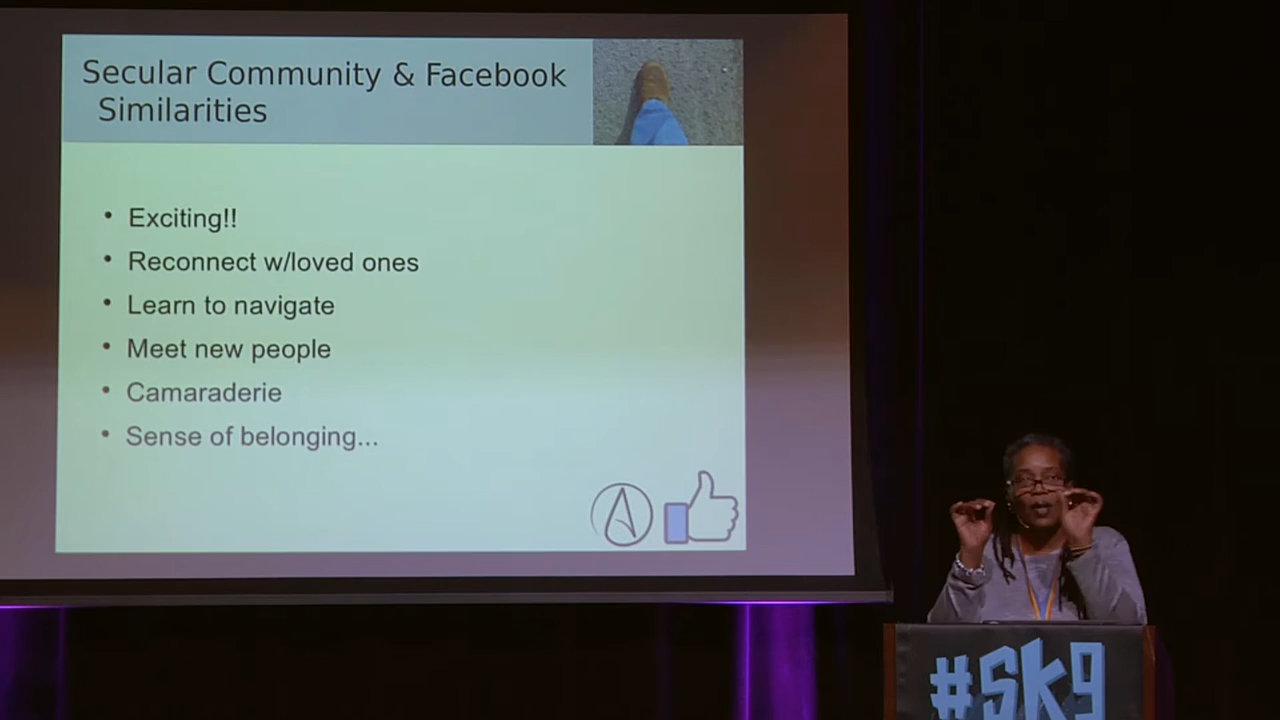 Secular Community & Facebook
Similarities
• Exciting!!
• Reconnect w/loved ones
• Learn to navigate
• Meet new people
• Camaraderie
• Sense of belonging...
#SK9